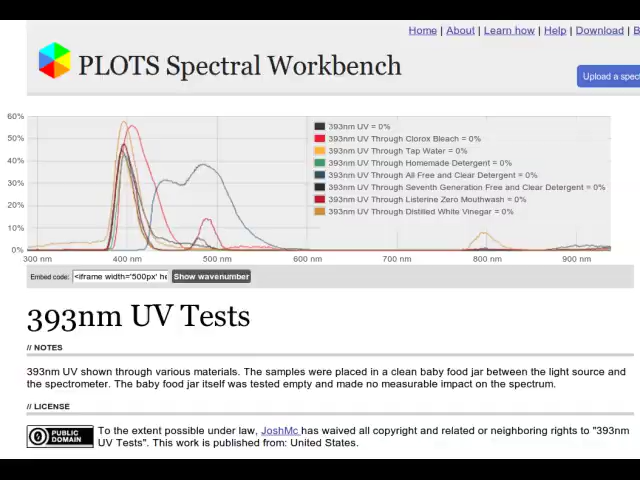 Home | About | Learn how | Help | Download | B
PLOTS Spectral Workbench
Upload a spect
60%
50%
40%
30%
20%
10%
0%
393nm UV = 0%
393nm UV Through Clorox Bleach = 0%
393nm UV Through Tap Water = 0%
393nm UV Through Homemade Detergent = 0%
393nm UV Through All Free and Clear Detergent = 0%
393nm UV Through Seventh Generation Free and Clear Detergent = 0%
393nm UV Through Listerine Zero Mouthwash = 0%
393nm UV Through Distilled White Vinegar = 0%
300 nm 400 nm 500 nm 600 nm 700 nm 800 nm 900 nm
Embed code: <iframe width='500px' he Show wavenumber
393nm UV Tests
// NOTES
393nm UV shown through various materials. The samples were placed in a clean baby food jar between the light source and
the spectrometer. The baby food jar itself was tested empty and made no measurable impact on the spectrum.
// LICENSE
PUBLIC DOMAIN
To the extent possible under law, JoshMc has waived all copyright and related or neighboring rights to "393nm
UV Tests". This work is published from: United States.